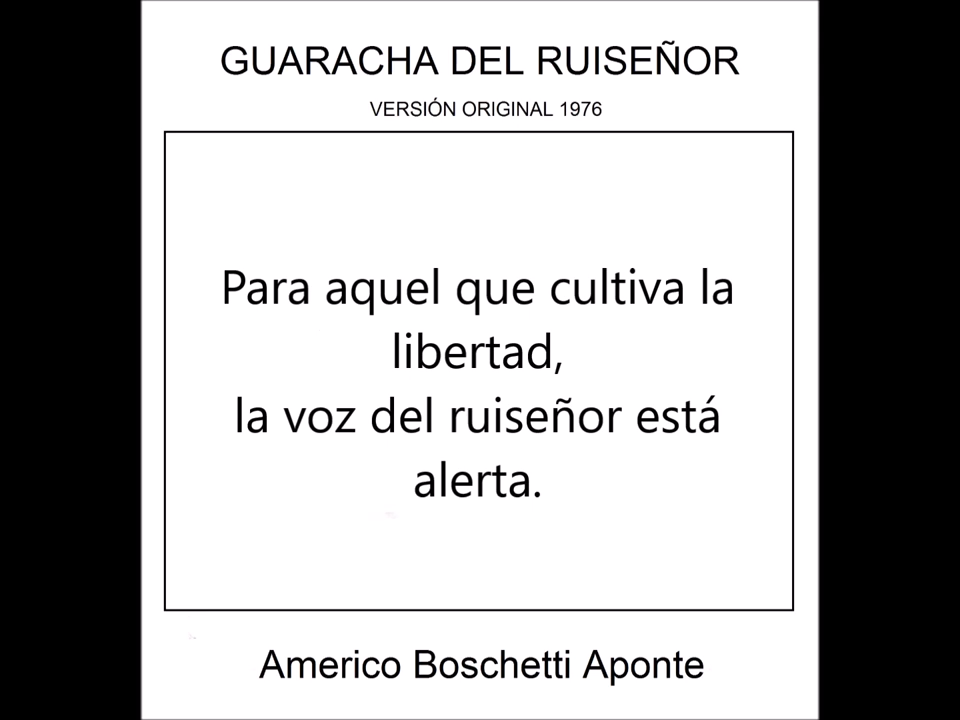 GUARACHA DEL RUISEÑOR
VERSIÓN ORIGINAL 1976
Para aquel que cultiva la
libertad,
la voz del ruiseñor está
alerta.
Americo Boschetti Aponte